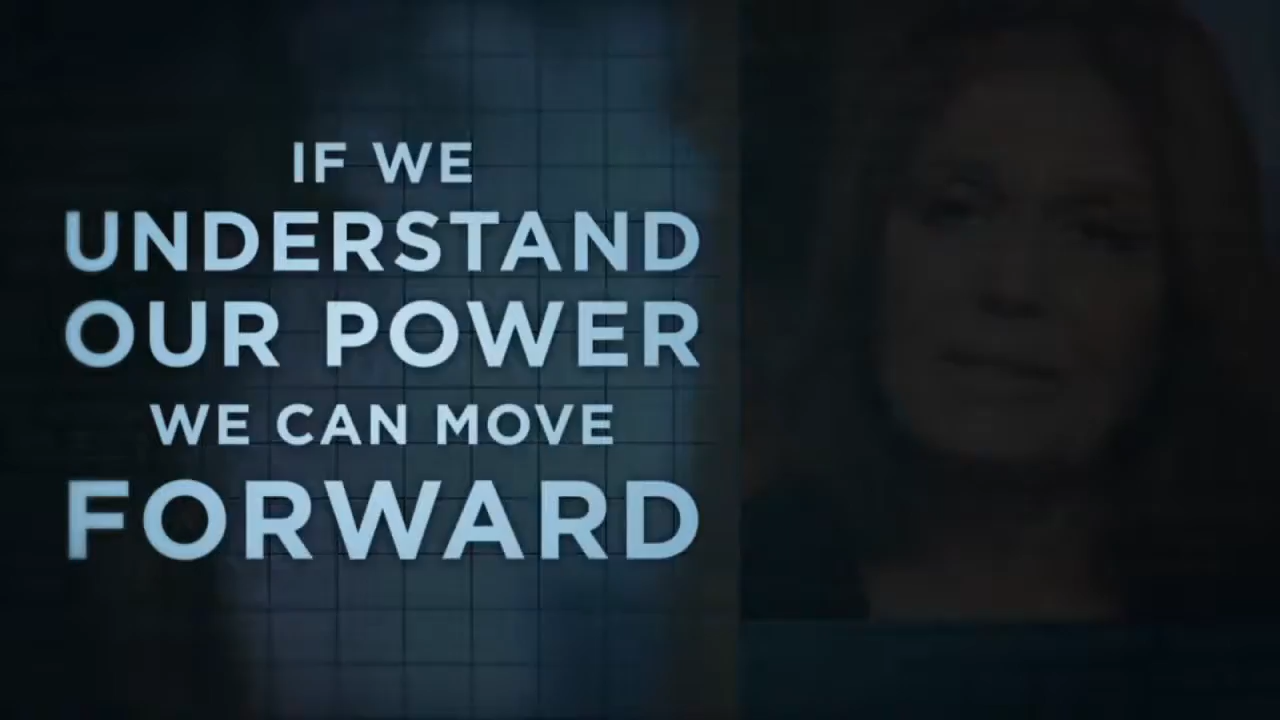 IF WE
UNDERSTAND
OUR POWER
WE CAN MOVE
FORWARD